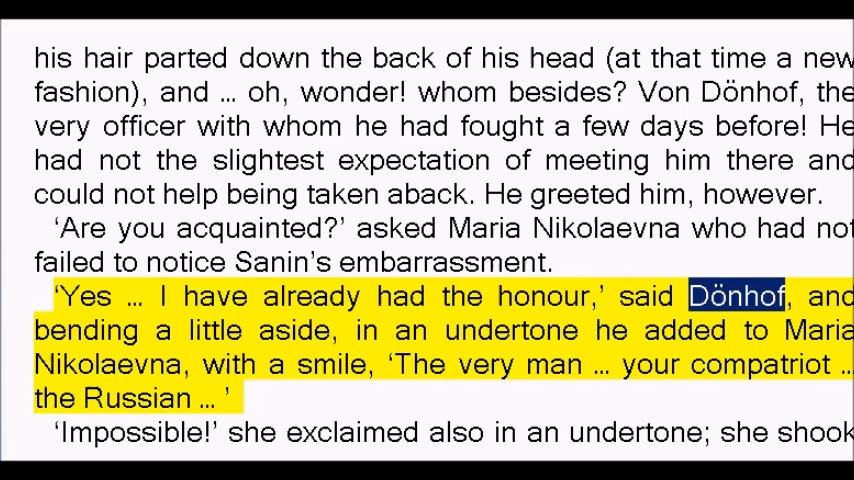 his hair parted down the back of his head (at that time a new
fashion), and ... oh, wonder! whom besides? Von Dönhof, the
very officer with whom he had fought a few days before! He
had not the slightest expectation of meeting him there and
could not help being taken aback. He greeted him, however.
‘Are you acquainted?’ asked Maria Nikolaevna who had not
failed to notice Sanin’s embarrassment.
‘Yes ... I have already had the honour,’ said Dönhof, and
bending a little aside, in an undertone he added to Maria
Nikolaevna, with a smile, ‘The very man ... your compatriot ...
the Russian ... ’
‘Impossible!’ she exclaimed also in an undertone; she shook